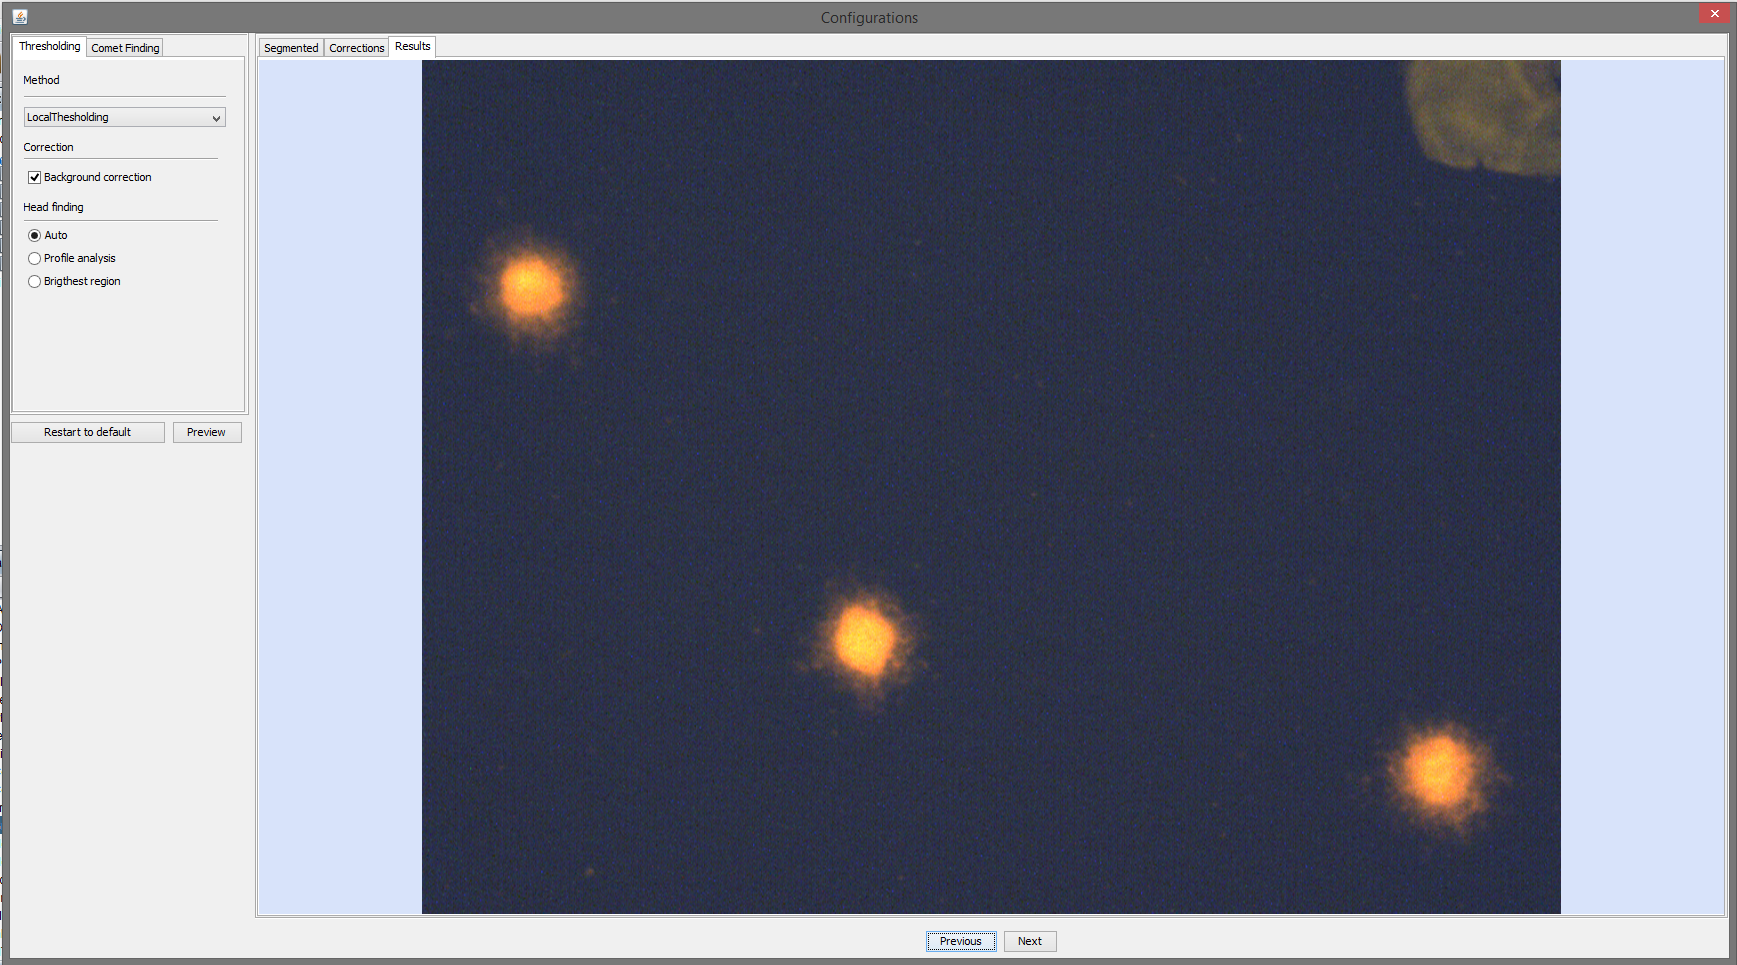 Configurations
Thresholding Comet Finding
Segmented Corrections Results
Method
LocalThesholding
Correction
Background correction
Head finding
Auto
Profile analysis
Brigthest region
Restart to default Preview
Previous Next